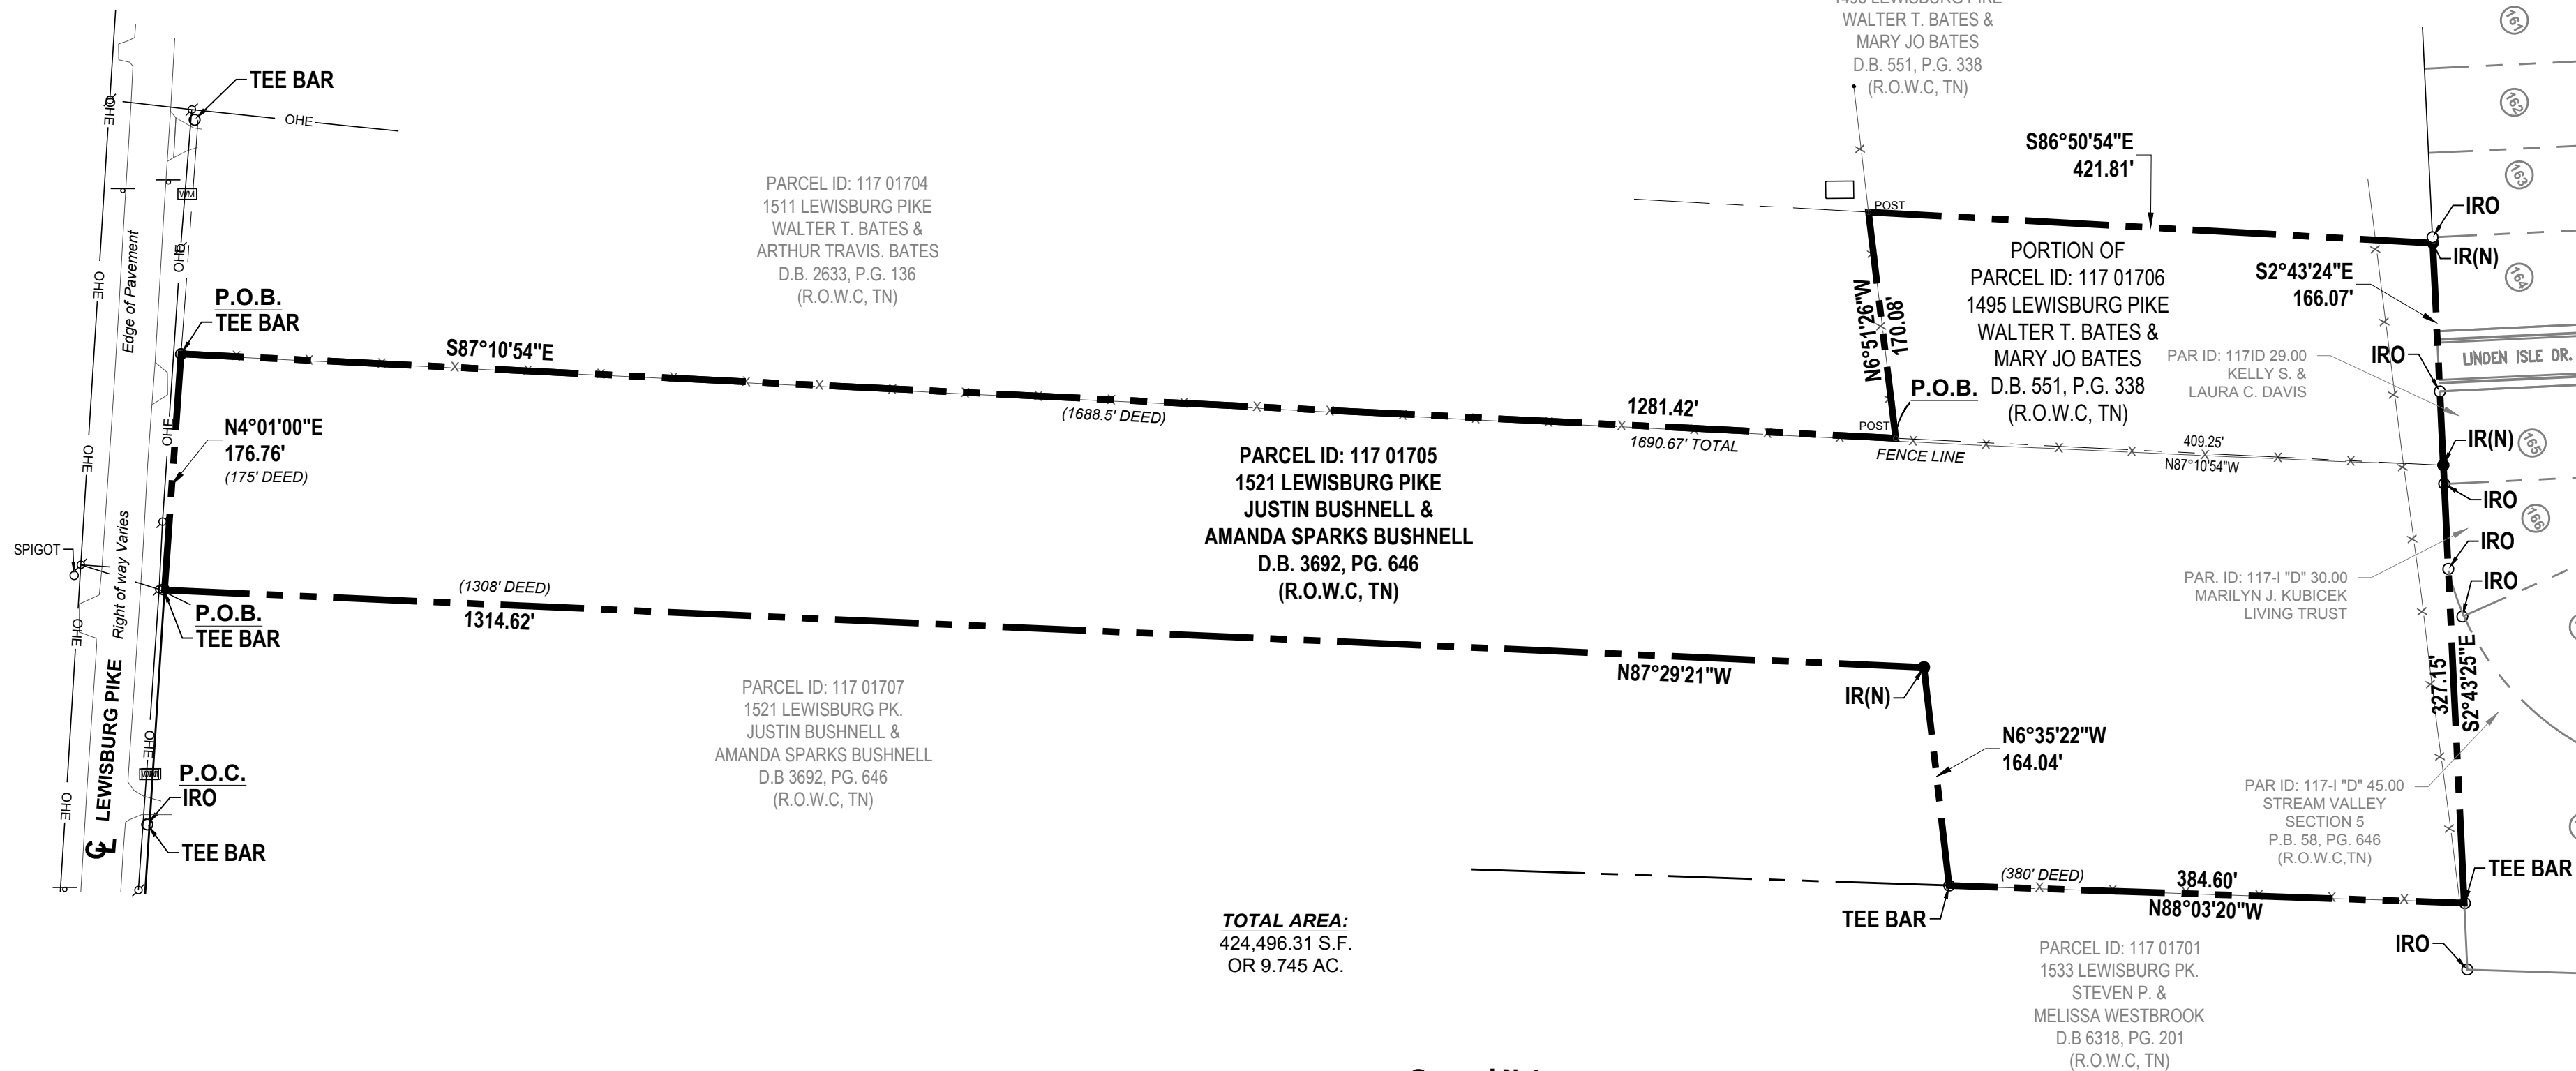 TEE BAR
OHE
OHE
WM
Edge of Pavement
OHE
OHE
P.O.B.
TEE BAR
PARCEL ID: 117 01704
1511 LEWISBURG PIKE
WALTER T. BATES &
ARTHUR TRAVIS. BATES
D.B. 2633, P.G. 136
(R.O.W.C, TN)
WALTER T. BATES &
MARY JO BATES
D.B. 551, P.G. 338
(R.O.W.C, TN)
161
162
163
164
S86°50'54"E
421.81'
IRO
IR(N)
POST
PORTION OF
PARCEL ID: 117 01706
1495 LEWISBURG PIKE
WALTER T. BATES &
MARY JO BATES
D.B. 551, P.G. 338
(R.O.W.C, TN)
N6°51'26"W
170.08'
S2°43'24"E
166.07'
LINDEN ISLE DR.
IRO
PAR ID: 117ID 29.00
KELLY S. &
LAURA C. DAVIS
S87°10'54"E
(1688.5' DEED)
1281.42'
1690.67' TOTAL
POST
P.O.B.
FENCE LINE
409.25'
N87°10'54"W
IR(N)
165
IRO
166
IRO
IRO
N4°01'00"E
176.76'
(175' DEED)
OHE
OHE
PARCEL ID: 117 01705
1521 LEWISBURG PIKE
JUSTIN BUSHNELL &
AMANDA SPARKS BUSHNELL
D.B. 3692, PG. 646
(R.O.W.C, TN)
SPIGOT
Right of way Varies
P.O.B.
TEE BAR
OHE
(1308' DEED)
1314.62'
N87°29'21"W
IR(N)
PAR. ID: 117-I "D" 30.00
MARILYN J. KUBICEK
LIVING TRUST
327.15'
S2°43'25"E
PARCEL ID: 117 01707
1521 LEWISBURG PK.
JUSTIN BUSHNELL &
AMANDA SPARKS BUSHNELL
D.B 3692, PG. 646
(R.O.W.C, TN)
N6°35'22"W
164.04'
OHE
LEWISBURG PIKE
OHE
P.O.C.
IRO
TEE BAR
PAR ID: 117-I "D" 45.00
STREAM VALLEY
SECTION 5
P.B. 58, PG. 646
(R.O.W.C,TN)
(380' DEED)
384.60'
N88°03'20"W
TEE BAR
TEE BAR
IRO
TOTAL AREA:
424,496.31 S.F.
OR 9.745 AC.
PARCEL ID: 117 01701
1533 LEWISBURG PK.
STEVEN P. &
MELISSA WESTBROOK
D.B 6318, PG. 201
(R.O.W.C, TN)